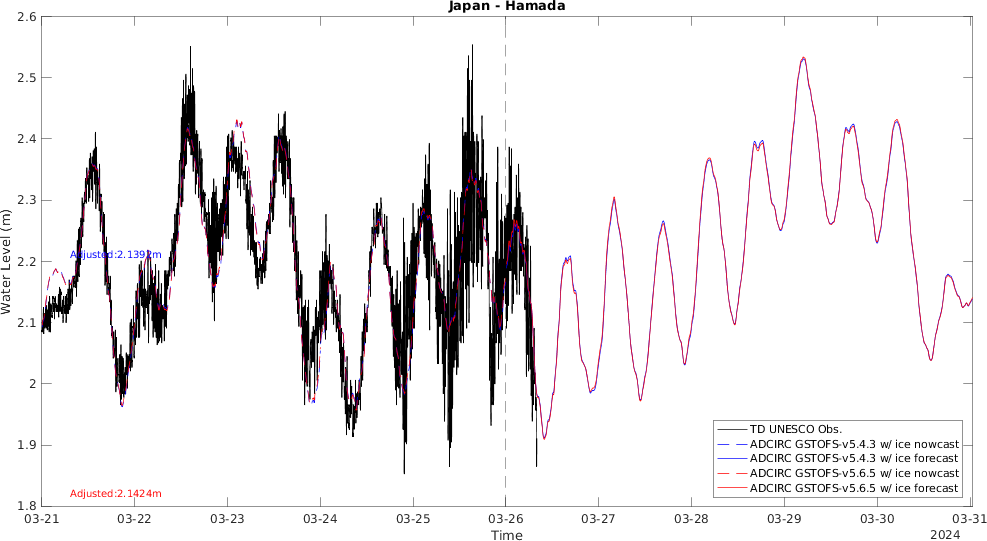 Japan - Hamada
2.6
2.5
2.4
2.3
2.2
2.1
2
1.9
1.8
Water Level (m)
Adjusted:2.1392m
Adjusted:2.1424m
TD UNESCO Obs.
ADCIRC GSTOFS-v5.4.3 w/ ice nowcast
ADCIRC GSTOFS-v5.4.3 w/ ice forecast
ADCIRC GSTOFS-v5.6.5 w/ ice nowcast
ADCIRC GSTOFS-v5.6.5 w/ ice forecast
03-21 03-22 03-23 03-24 03-25 03-26 03-27 03-28 03-29 03-30 03-31
Time
2024